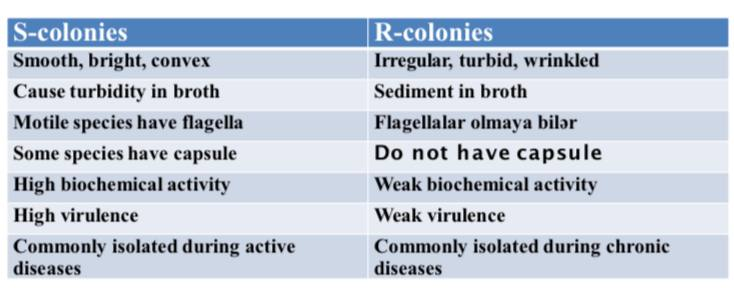 S-colonies R-colonies
Smooth, bright, convex Irregular, turbid, wrinkled
Cause turbidity in broth Sediment in broth
Motile species have flagella Flagellalar olmaya bilər
Some species have capsule Do not have capsule
High biochemical activity Weak biochemical activity
High virulence Weak virulence
Commonly isolated during active Commonly isolated during chronic
diseases diseases